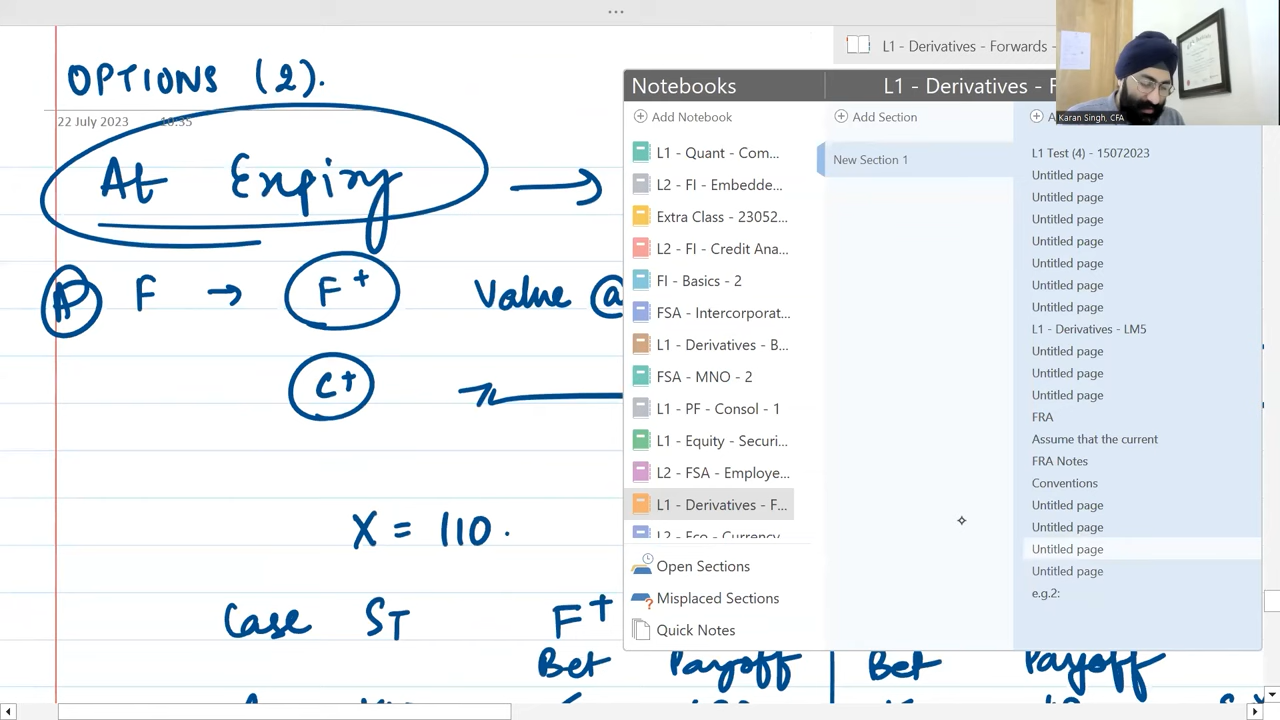 L1 - Derivatives - Forwards -
OPTIONS (2).
22 July 2023 10:35
At Expiry →
A F → F+ Value @
C+
X = 110.
Case ST F+
Bet Payoff Bet Payoff
Notebooks
Add Notebook
L1 - Quant - Com...
L2 - FI - Embedde...
Extra Class - 23052...
L2 - FI - Credit Ana...
FI - Basics - 2
FSA - Intercorporat...
L1 - Derivatives - B...
FSA - MNO - 2
L1 - PF - Consol - 1
L1 - Equity - Securi...
L2 - FSA - Employe...
L1 - Derivatives - F...
L2 - Eco - Currency
Open Sections
Misplaced Sections
Quick Notes
L1 - Derivatives - F
Add Section
New Section 1
L1 Test (4) - 15072023
Untitled page
Untitled page
Untitled page
Untitled page
Untitled page
Untitled page
Untitled page
L1 - Derivatives - LM5
Untitled page
Untitled page
Untitled page
FRA
Assume that the current
FRA Notes
Conventions
Untitled page
Untitled page
Untitled page
Untitled page
e.g.2:
Karan Singh, CFA